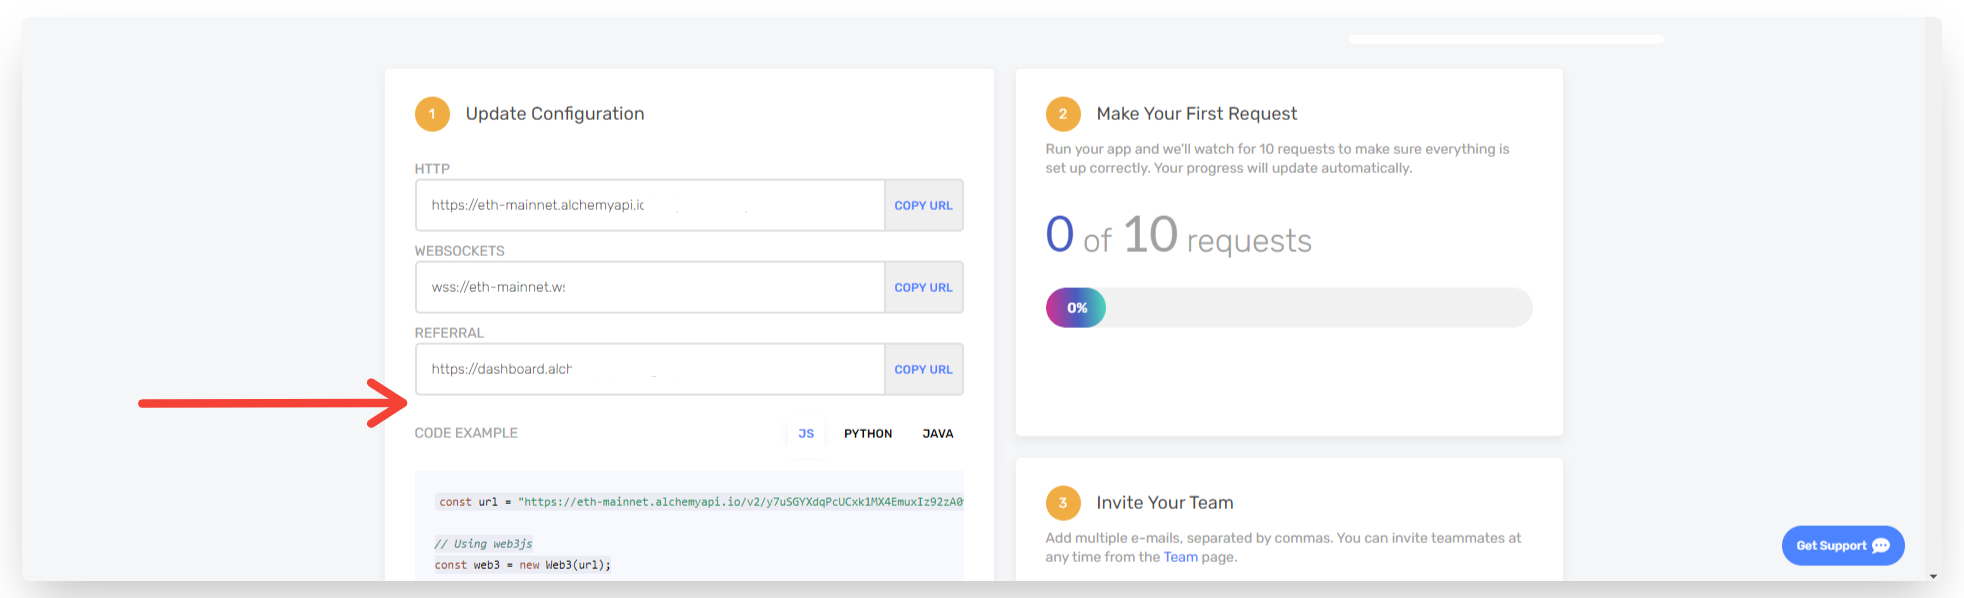 1 Update Configuration
HTTP
https://eth-mainnet.alchemyapi.io
COPY URL
WEBSOCKETS
wss://eth-mainnet.ws
COPY URL
REFERRAL
https://dashboard.alch
COPY URL
CODE EXAMPLE JS PYTHON JAVA
const url = "https://eth-mainnet.alchemyapi.io/v2/y7uSGYXdqPcUCxk1MX4EmuxIz92zA0
// Using web3js
const web3 = new Web3(url);
2 Make Your First Request
Run your app and we'll watch for 10 requests to make sure everything is
set up correctly. Your progress will update automatically.
0 of 10 requests
0%
3 Invite Your Team
Add multiple e-mails, separated by commas. You can invite teammates at
any time from the Team page.
Get Support